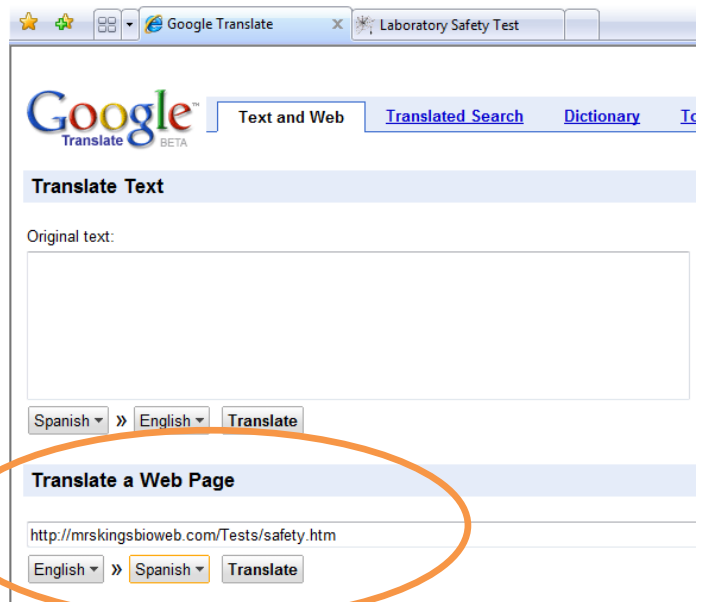 Google Translate
Laboratory Safety Test
Google™
Translate BETA
Text and Web Translated Search Dictionary
Translate Text
Original text:
Spanish » English Translate
Translate a Web Page
http://mrskingsbioweb.com/Tests/safety.htm
English » Spanish Translate